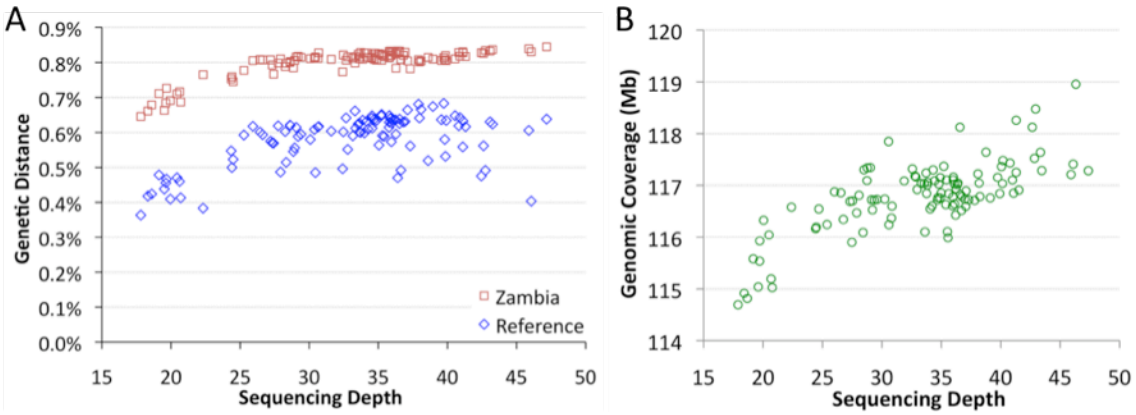 A
0.9%
0.8%
0.7%
0.6%
0.5%
0.4%
0.3%
0.2%
0.1%
0.0%
Genetic Distance
15 20 25 30 35 40 45 50
Sequencing Depth
Zambia
Reference
B
120
119
118
117
116
115
114
Genomic Coverage (Mb)
15 20 25 30 35 40 45 50
Sequencing Depth